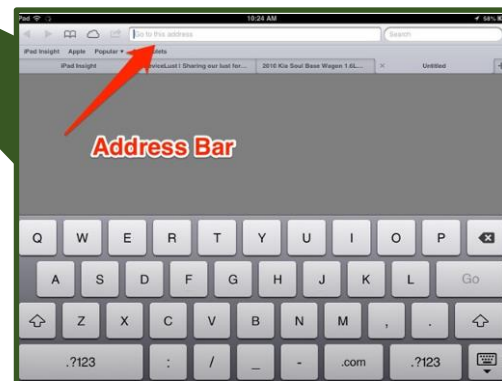 iPad 10:24 AM 58%
Go to this address Search
iPad Insight Apple Popular
iPad Insight DeviceLust | Sharing our lust for... 2010 Kia Soul Base Wagon 1.6L... Untitled
Address Bar
Q W E R T Y U I O P
A S D F G H J K L Go
Z X C V B N M , .
.?123 : / _ - .com .?123